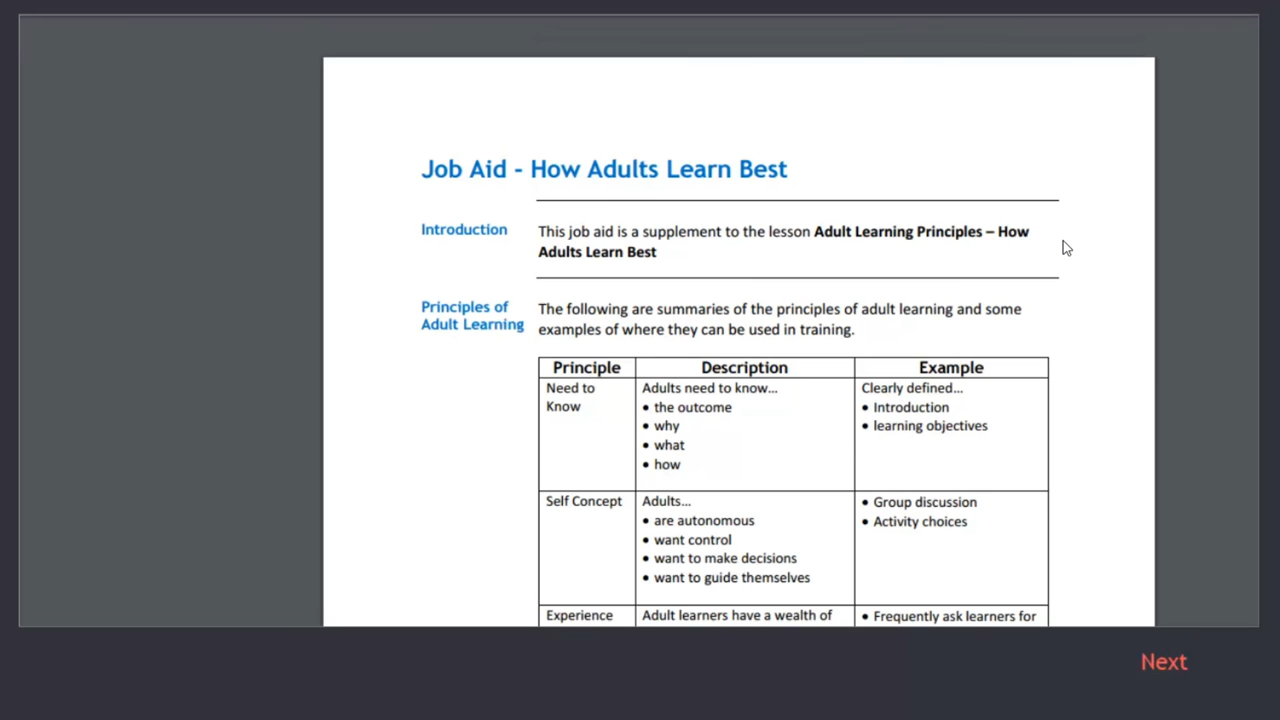 Job Aid - How Adults Learn Best
Introduction
This job aid is a supplement to the lesson Adult Learning Principles – How
Adults Learn Best
Principles of
Adult Learning
The following are summaries of the principles of adult learning and some
examples of where they can be used in training.
Principle Description Example
Need to
Know
Adults need to know...
• the outcome
• why
• what
• how
Clearly defined...
• Introduction
• learning objectives
Self Concept
Adults...
• are autonomous
• want control
• want to make decisions
• want to guide themselves
• Group discussion
• Activity choices
Experience
Adult learners have a wealth of
• Frequently ask learners for
Next